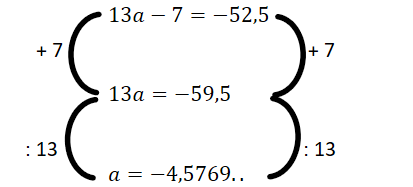 13a − 7 = −52,5
+ 7 + 7
13a = −59,5
: 13 : 13
a = −4,5769..